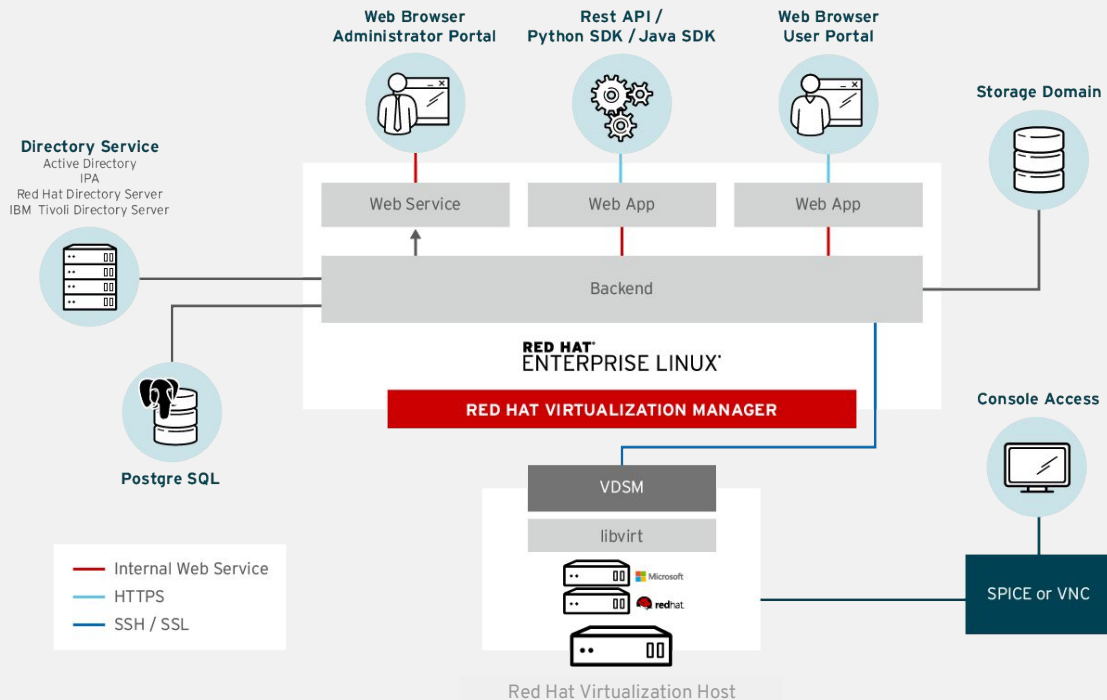 Web Browser
Administrator Portal
Rest API /
Python SDK / Java SDK
Web Browser
User Portal
Storage Domain
Directory Service
Active Directory
IPA
Red Hat Directory Server
IBM Tivoli Directory Server
Web Service
Web App
Web App
Backend
RED HAT®
ENTERPRISE LINUX®
RED HAT VIRTUALIZATION MANAGER
Console Access
Postgre SQL
VDSM
libvirt
Microsoft
redhat.
SPICE or VNC
Internal Web Service
HTTPS
SSH / SSL
Red Hat Virtualization Host